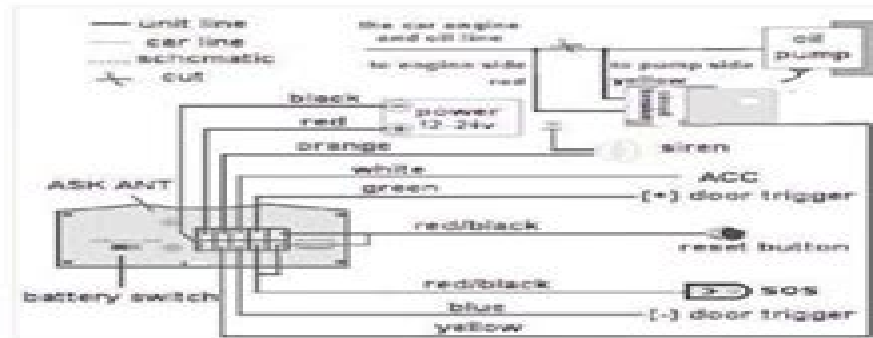 unit line
car line
schematic
cut
the car engine
and oil line
to engine side
red
to pump side
yellow
oil
pump
black
red
power
12-24v
orange
siren
white
ACC
green
[+] door trigger
ASK ANT
red/black
reset button
battery switch
red/black
SOS
blue
[-] door trigger
yellow